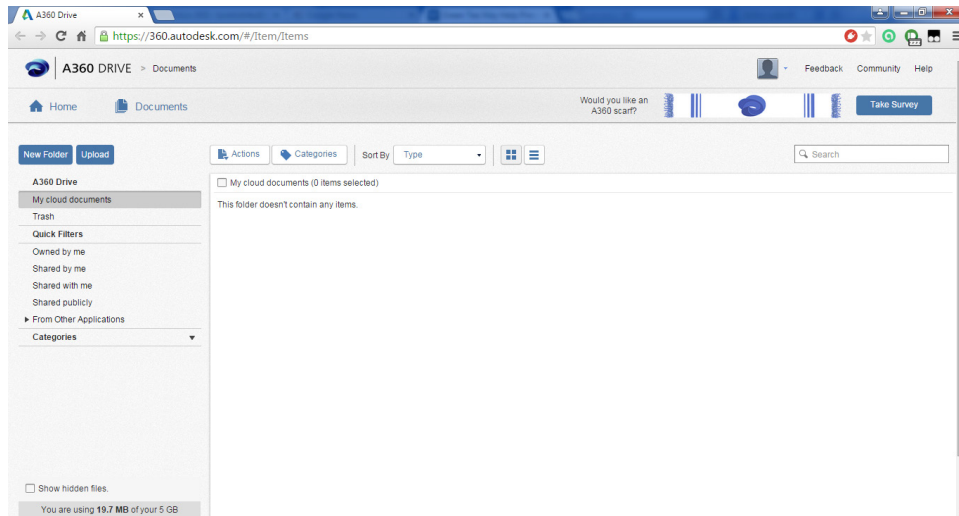 A360 Drive
https://360.autodesk.com/#/Item/Items
A360 DRIVE > Documents
Feedback Community Help
Home Documents
Would you like an
A360 scarf?
Take Survey
New Folder Upload
Actions Categories Sort By Type
Search
A360 Drive
My cloud documents
Trash
Quick Filters
Owned by me
Shared by me
Shared with me
Shared publicly
From Other Applications
Categories
My cloud documents (0 items selected)
This folder doesn't contain any items.
Show hidden files.
You are using 19.7 MB of your 5 GB